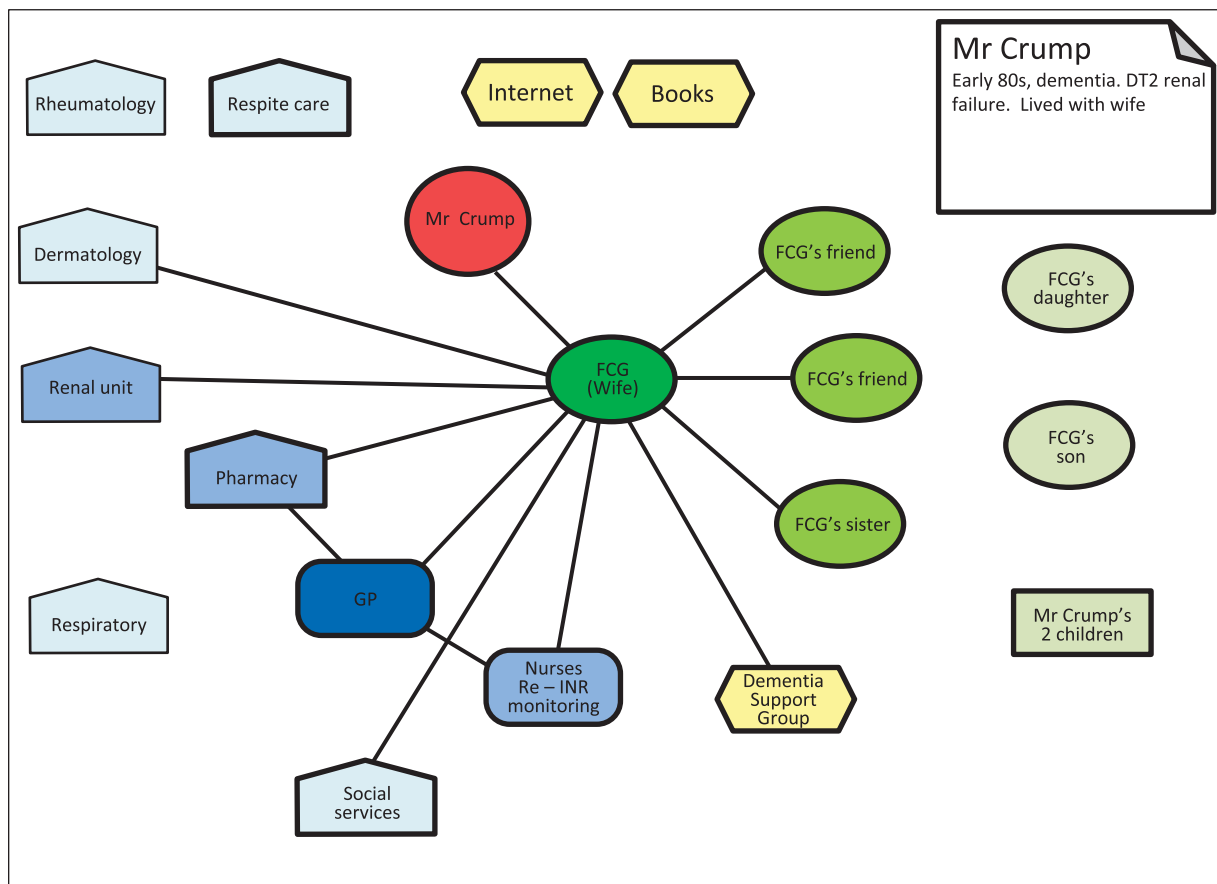 Mr Crump
Early 80s, dementia. DT2 renal
failure.  Lived with wife
Rheumatology
Respite care
Internet
Books
Mr  Crump
Dermatology
FCG's friend
FCG's
daughter
Renal unit
FCG
(Wife)
FCG's friend
FCG's
son
Pharmacy
FCG's sister
GP
Respiratory
Mr Crump's
2 children
Nurses
Re – INR
monitoring
Dementia
Support
Group
Social
services